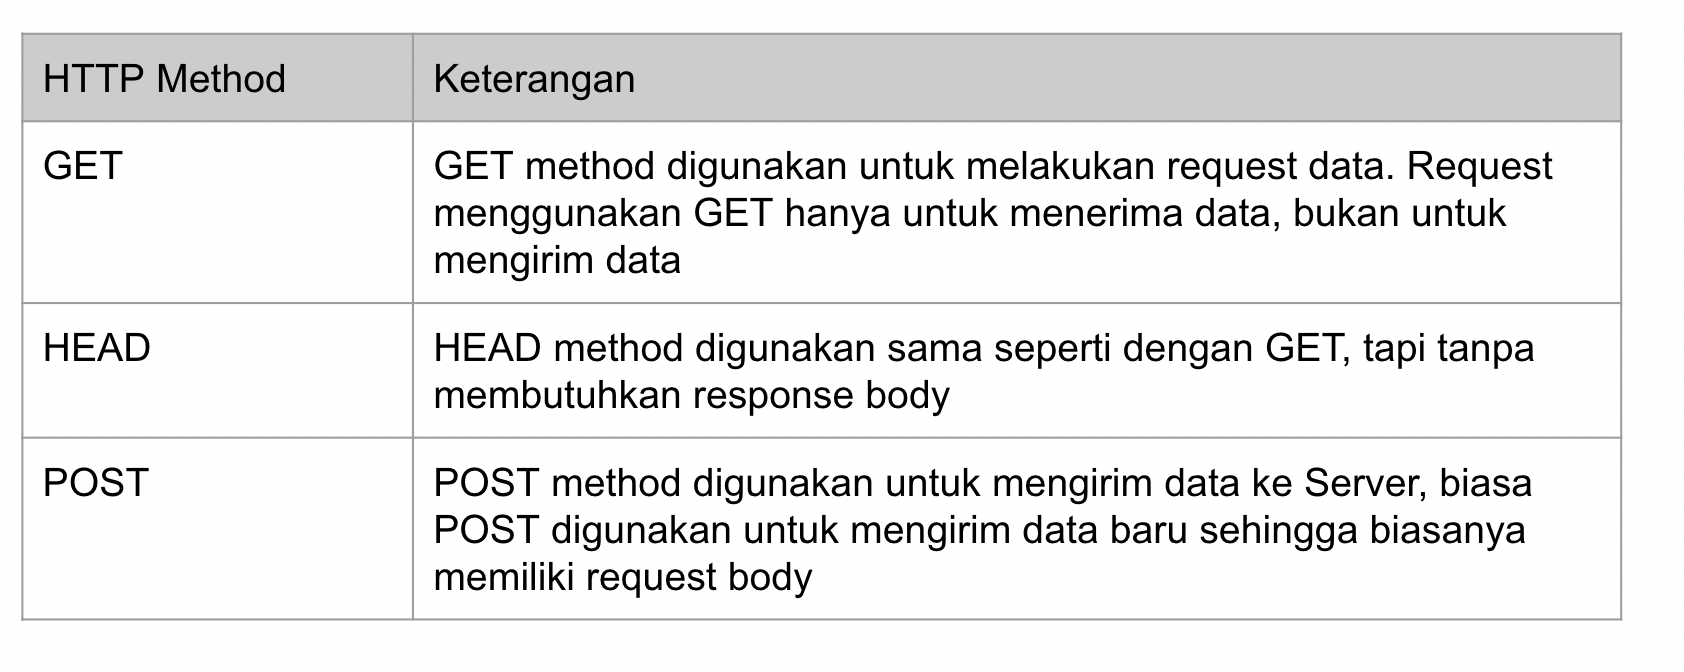 HTTP Method
Keterangan
GET
GET method digunakan untuk melakukan request data. Request
menggunakan GET hanya untuk menerima data, bukan untuk
mengirim data
HEAD
HEAD method digunakan sama seperti dengan GET, tapi tanpa
membutuhkan response body
POST
POST method digunakan untuk mengirim data ke Server, biasa
POST digunakan untuk mengirim data baru sehingga biasanya
memiliki request body